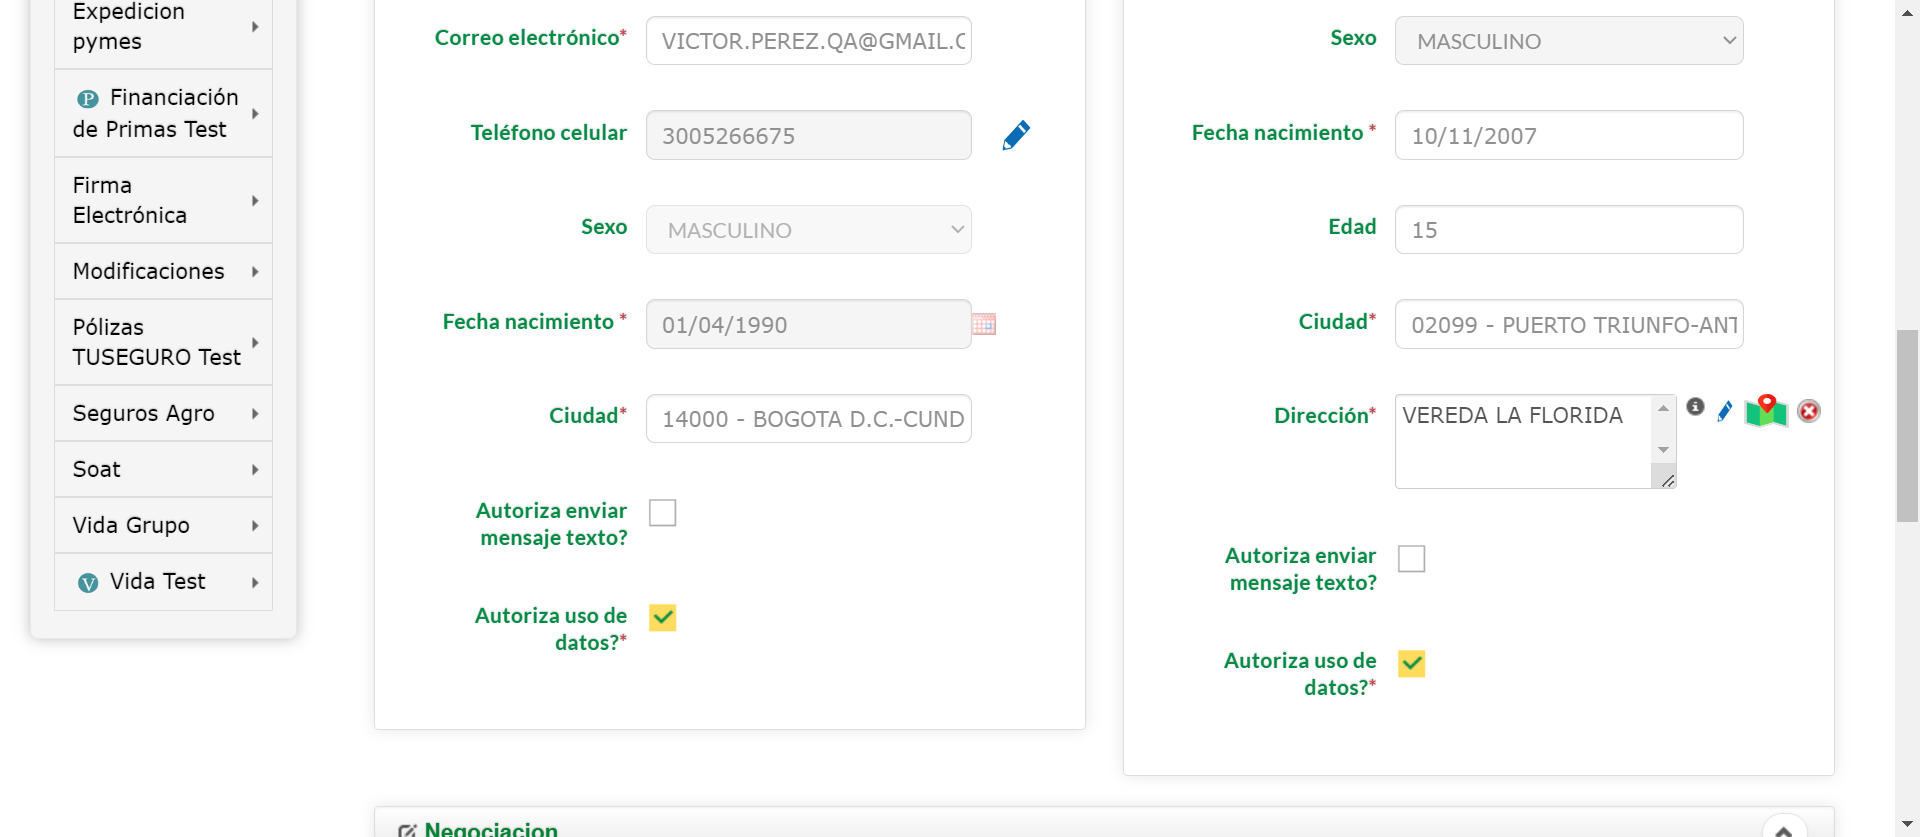 Expedicion
pymes
P Financiación
de Primas Test
Firma
Electrónica
Modificaciones
Pólizas
TUSEGURO Test
Seguros Agro
Soat
Vida Grupo
V Vida Test
Correo electrónico* VICTOR.PEREZ.QA@GMAIL.C
Teléfono celular 3005266675
Sexo MASCULINO
Fecha nacimiento * 01/04/1990
Ciudad* 14000 - BOGOTA D.C.-CUND
Autoriza enviar
mensaje texto?
Autoriza uso de
datos?*
Sexo MASCULINO
Fecha nacimiento * 10/11/2007
Edad 15
Ciudad* 02099 - PUERTO TRIUNFO-ANT
Dirección* VEREDA LA FLORIDA
Autoriza enviar
mensaje texto?
Autoriza uso de
datos?*
Negociacion